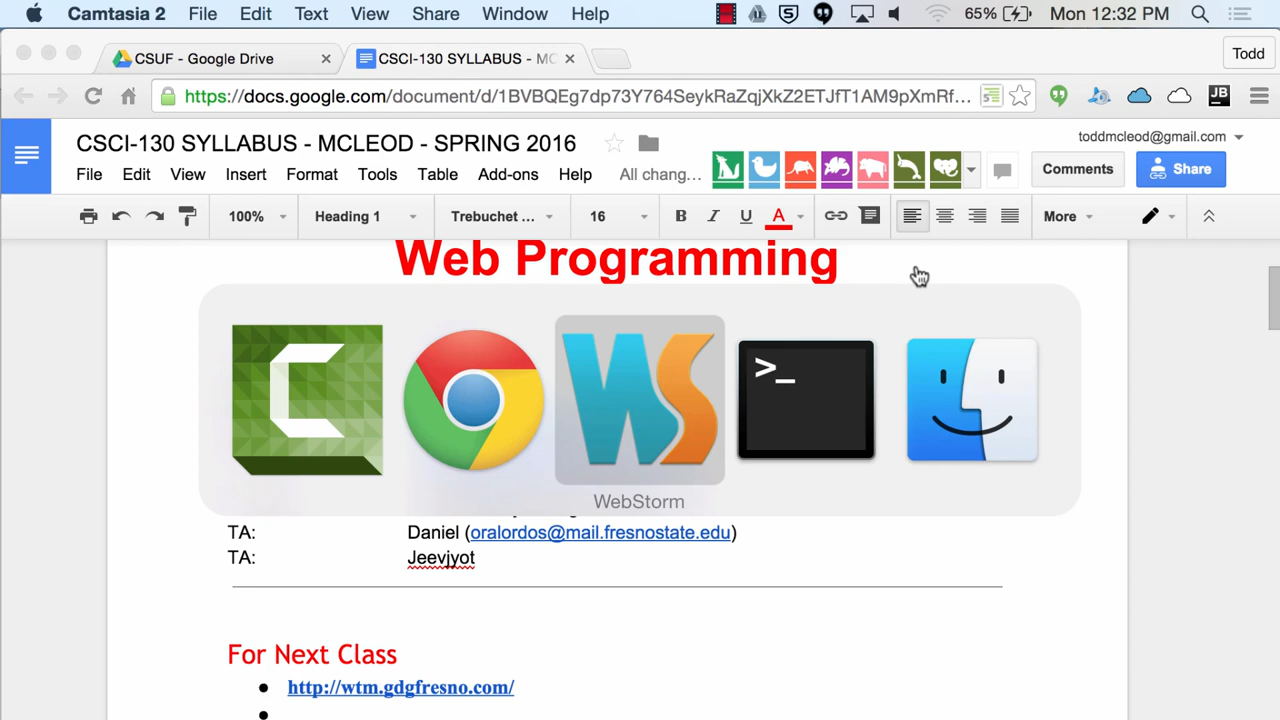 Camtasia 2 File Edit Text View Share Window Help 65% Mon 12:32 PM
CSUF - Google Drive CSCI-130 SYLLABUS - MC Todd
https://docs.google.com/document/d/1BVBQEg7dp73Y764SeykRaZqjXkZ2ETJfT1AM9pXmRf... JB
CSCI-130 SYLLABUS - MCLEOD - SPRING 2016 toddmcleod@gmail.com
File Edit View Insert Format Tools Table Add-ons Help All chang... Comments Share
100% Heading 1 Trebuchet ... 16 B I U A More
Web Programming
C WS >_
WebStorm
TA: Daniel (oralordos@mail.fresnostate.edu)
TA: Jeevjyot
For Next Class
● http://wtm.gdgfresno.com/
●